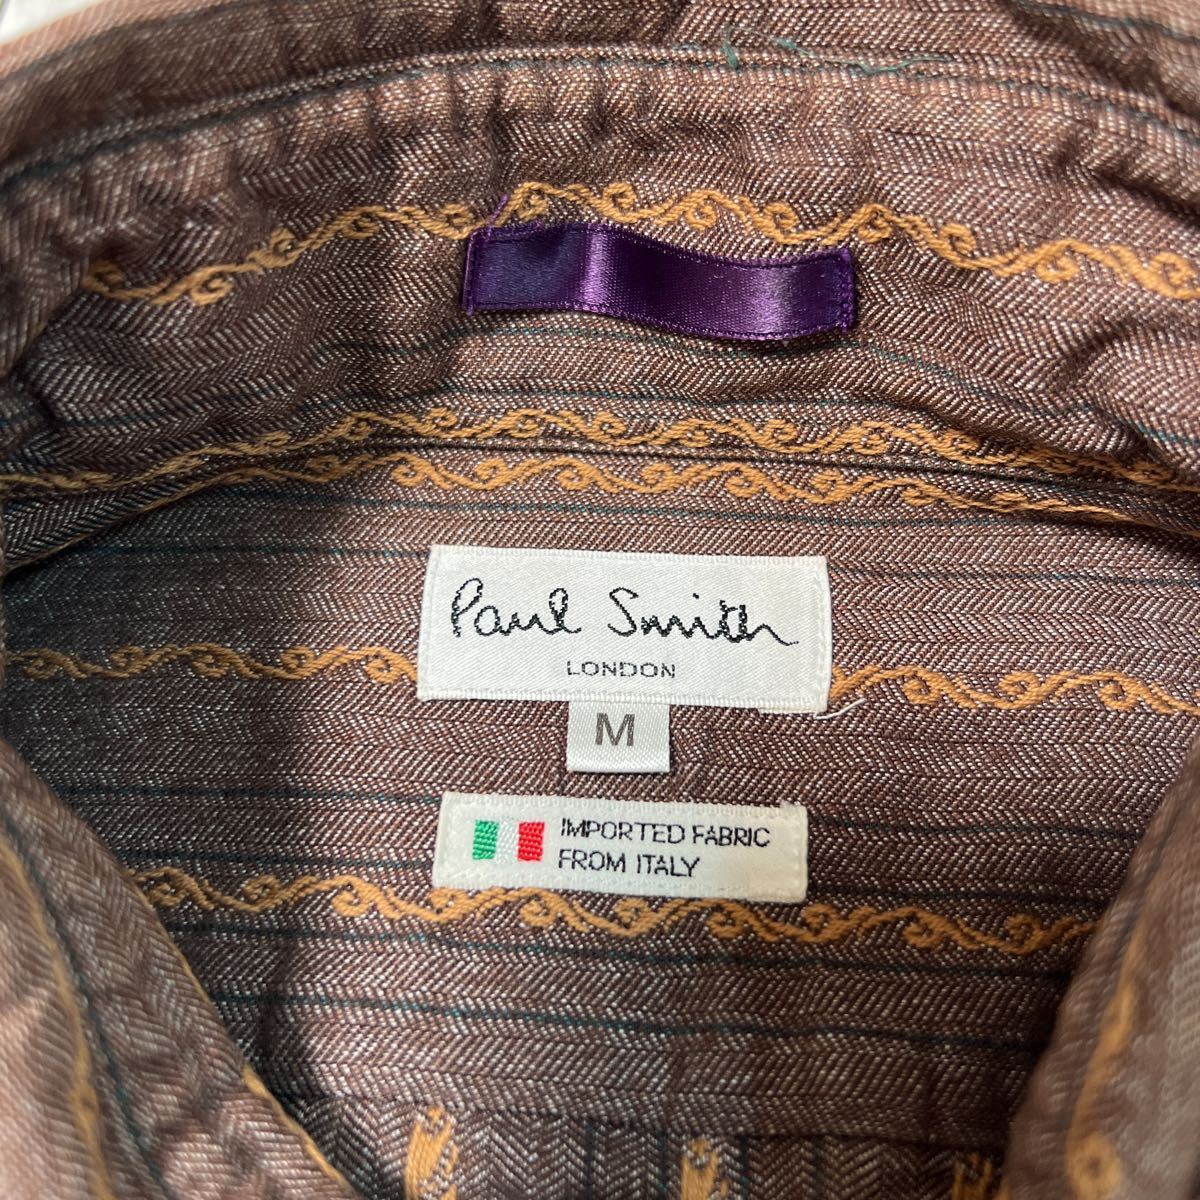 Paul Smith
LONDON
M
IMPORTED FABRIC
FROM ITALY